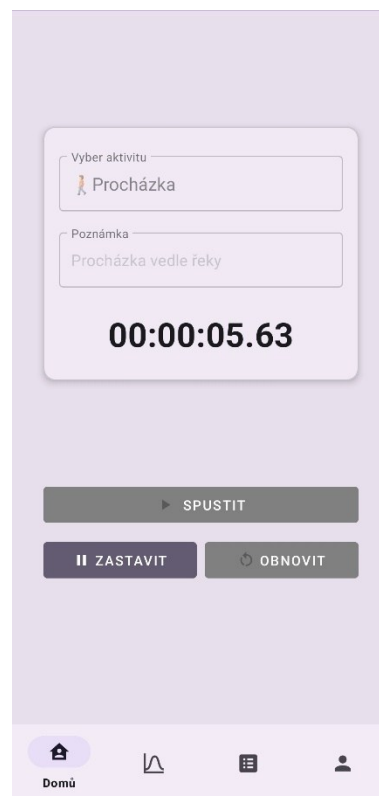 Vyber aktivitu
Procházka
Poznámka
Procházka vedle řeky
00:00:05.63
SPUSTIT
ZASTAVIT
OBNOVIT
Domů